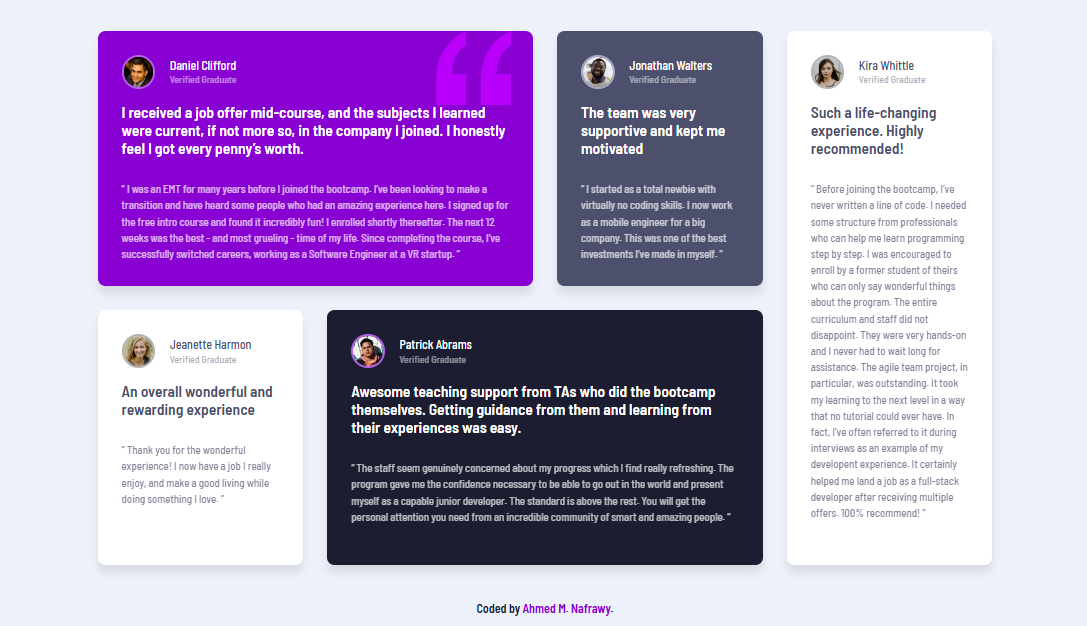 Daniel Clifford
Verified Graduate
I received a job offer mid-course, and the subjects I learned
were current, if not more so, in the company I joined. I honestly
feel I got every penny’s worth.
“ I was an EMT for many years before I joined the bootcamp. I’ve been looking to make a
transition and have heard some people who had an amazing experience here. I signed up for
the free intro course and found it incredibly fun! I enrolled shortly thereafter. The next 12
weeks was the best - and most grueling - time of my life. Since completing the course, I’ve
successfully switched careers, working as a Software Engineer at a VR startup. ”
Jonathan Walters
Verified Graduate
The team was very
supportive and kept me
motivated
“ I started as a total newbie with
virtually no coding skills. I now work
as a mobile engineer for a big
company. This was one of the best
investments I’ve made in myself. ”
Kira Whittle
Verified Graduate
Such a life-changing
experience. Highly
recommended!
“ Before joining the bootcamp, I’ve
never written a line of code. I needed
some structure from professionals
who can help me learn programming
step by step. I was encouraged to
enroll by a former student of theirs
who can only say wonderful things
about the program. The entire
curriculum and staff did not
disappoint. They were very hands-on
and I never had to wait long for
assistance. The agile team project, in
particular, was outstanding. It took
my learning to the next level in a way
that no tutorial could ever have. In
fact, I’ve often referred to it during
interviews as an example of my
developent experience. It certainly
helped me land a job as a full-stack
developer after receiving multiple
offers. 100% recommend! ”
Jeanette Harmon
Verified Graduate
An overall wonderful and
rewarding experience
“ Thank you for the wonderful
experience! I now have a job I really
enjoy, and make a good living while
doing something I love. ”
Patrick Abrams
Verified Graduate
Awesome teaching support from TAs who did the bootcamp
themselves. Getting guidance from them and learning from
their experiences was easy.
“ The staff seem genuinely concerned about my progress which I find really refreshing. The
program gave me the confidence necessary to be able to go out in the world and present
myself as a capable junior developer. The standard is above the rest. You will get the
personal attention you need from an incredible community of smart and amazing people. ”
Coded by Ahmed M. Nafrawy.